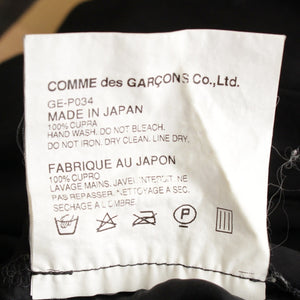 COMME des GARÇONS Co.,Ltd.
GE-P034
MADE IN JAPAN
100% CUPRA
HAND WASH. DO NOT BLEACH.
DO NOT IRON. DRY CLEAN. LINE DRY.
FABRIQUE AU JAPON
100% CUPRO
LAVAGE MAINS. JAVEL INTERDIT NE
PAS REPASSER. NETTOYAGE A SEC.
SECHAGE A L'OMBRE.
P